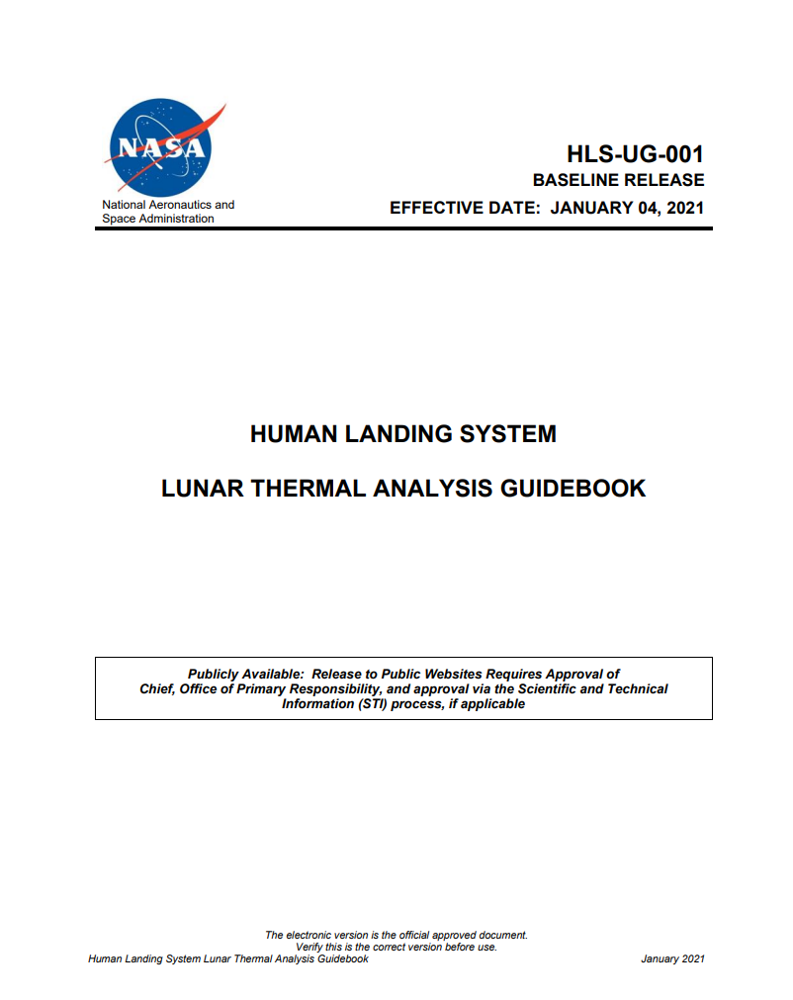 NASA
National Aeronautics and
Space Administration
HLS-UG-001
BASELINE RELEASE
EFFECTIVE DATE: JANUARY 04, 2021
HUMAN LANDING SYSTEM
LUNAR THERMAL ANALYSIS GUIDEBOOK
Publicly Available: Release to Public Websites Requires Approval of
Chief, Office of Primary Responsibility, and approval via the Scientific and Technical
Information (STI) process, if applicable
The electronic version is the official approved document.
Verify this is the correct version before use.
Human Landing System Lunar Thermal Analysis Guidebook January 2021